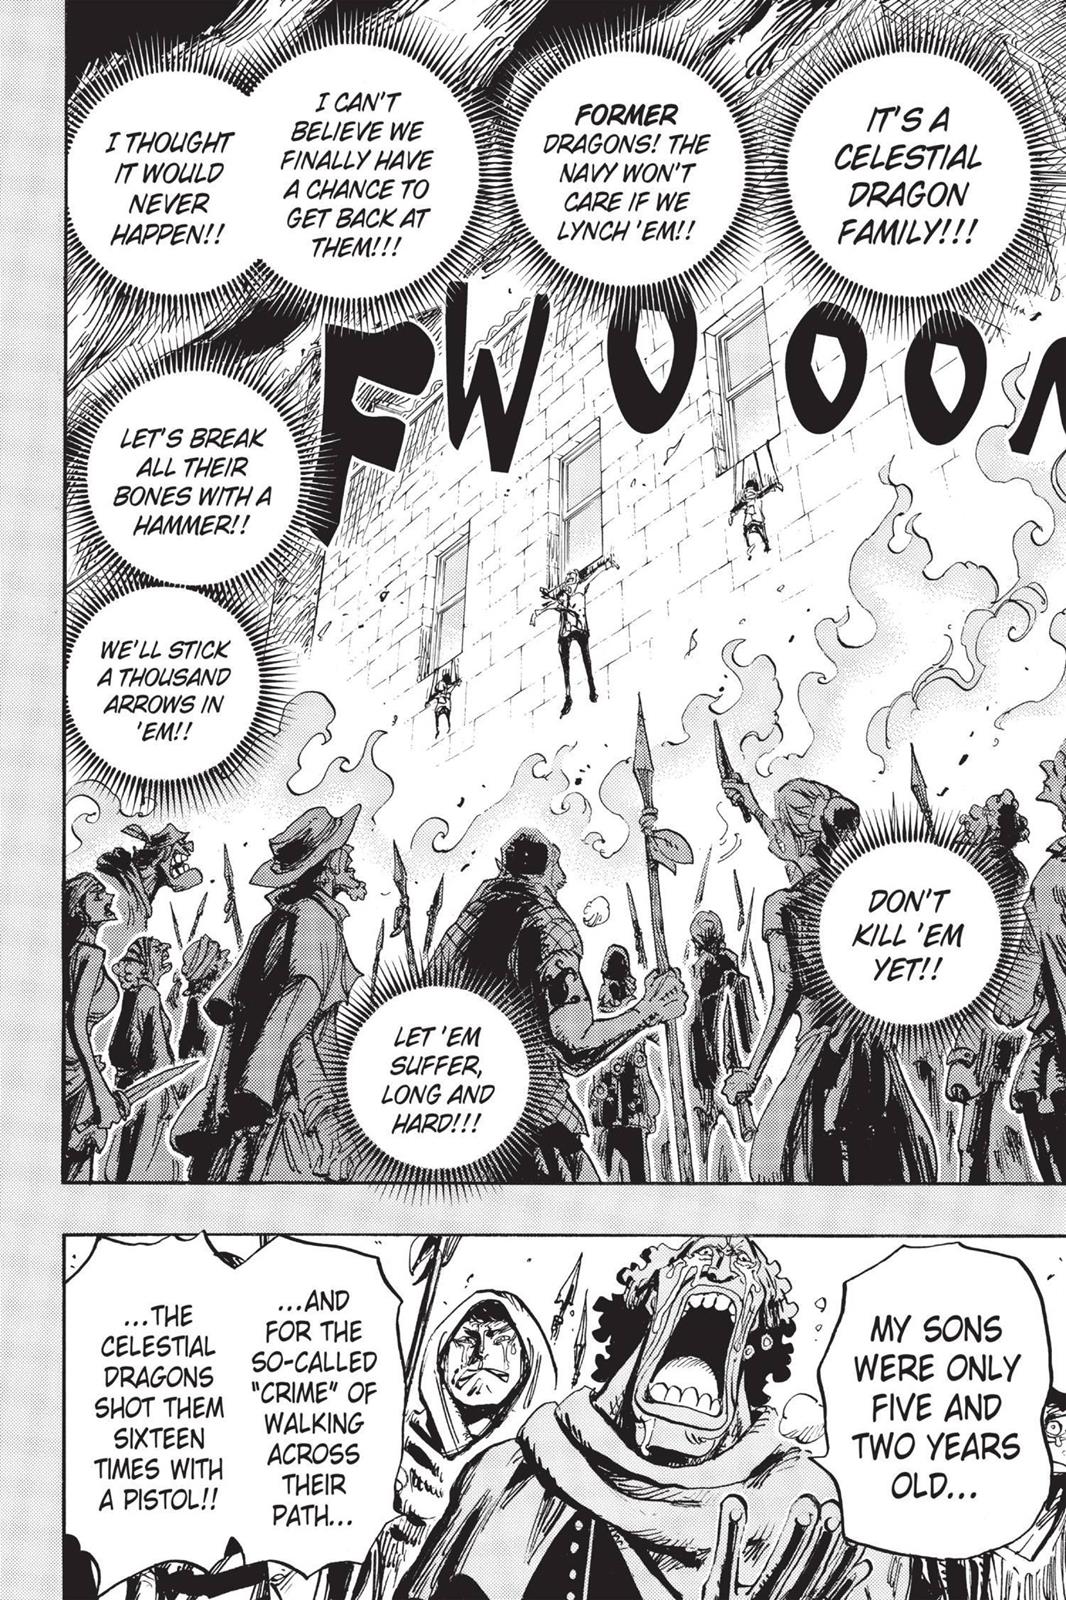 IT'S A
CELESTIAL
DRAGON
FAMILY!!!
FORMER
DRAGONS! THE
NAVY WON'T
CARE IF WE
LYNCH 'EM!!
I CAN'T
BELIEVE WE
FINALLY HAVE
A CHANCE TO
GET BACK AT
THEM!!!
I THOUGHT
IT WOULD
NEVER
HAPPEN!!
FWOOON
LET'S BREAK
ALL THEIR
BONES WITH A
HAMMER!!
WE'LL STICK
A THOUSAND
ARROWS IN
'EM!!
DON'T
KILL 'EM
YET!!
LET 'EM
SUFFER,
LONG AND
HARD!!!
MY SONS
WERE ONLY
FIVE AND
TWO YEARS
OLD...
...AND
FOR THE
SO-CALLED
"CRIME" OF
WALKING
ACROSS
THEIR
PATH...
...THE
CELESTIAL
DRAGONS
SHOT THEM
SIXTEEN
TIMES WITH
A PISTOL!!